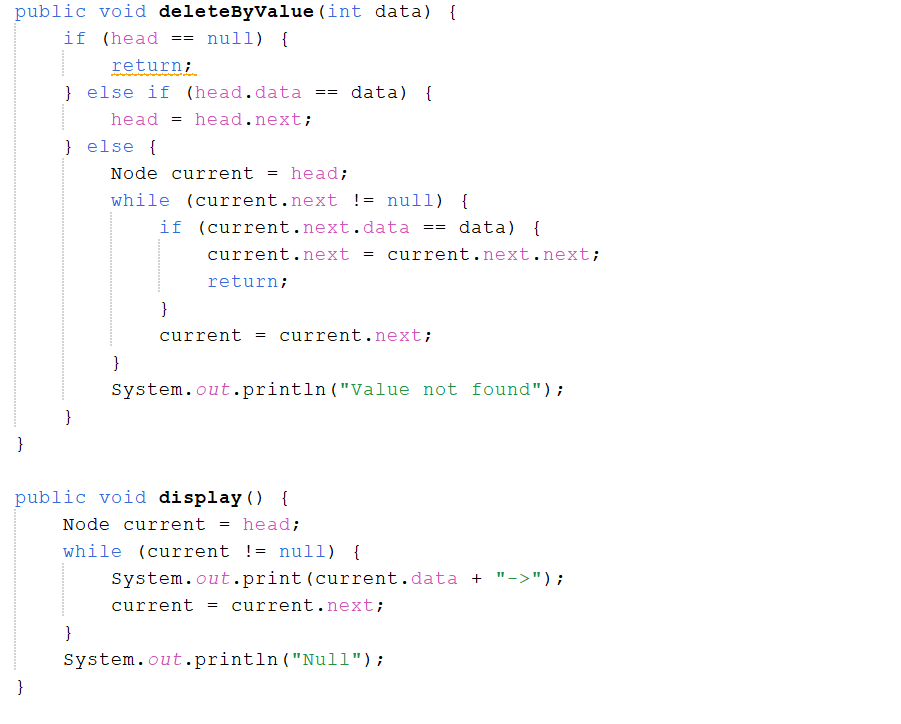 public void deleteByValue(int data) {
    if (head == null) {
        return;
    } else if (head.data == data) {
        head = head.next;
    } else {
        Node current = head;
        while (current.next != null) {
            if (current.next.data == data) {
                current.next = current.next.next;
                return;
            }
            current = current.next;
        }
        System.out.println("Value not found");
    }
}

public void display() {
    Node current = head;
    while (current != null) {
        System.out.print(current.data + "->");
        current = current.next;
    }
    System.out.println("Null");
}